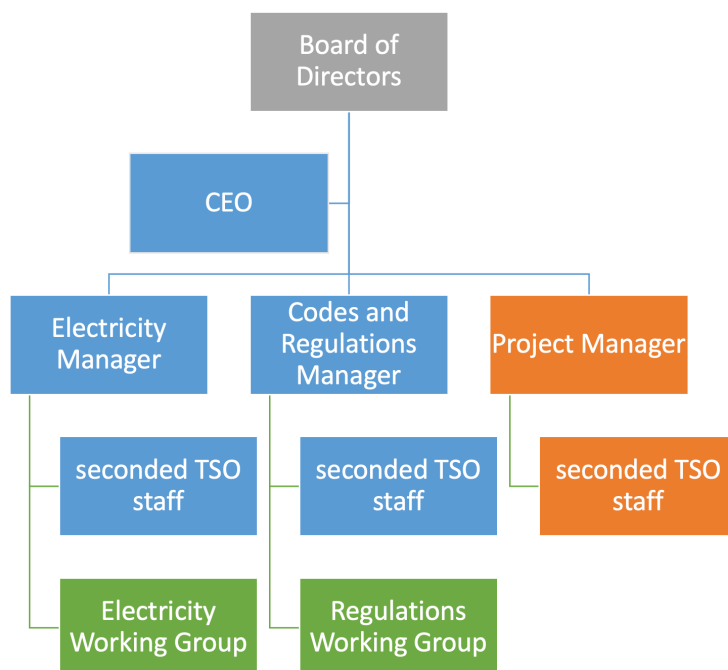 Board of
Directors
CEO
Electricity
Manager
Codes and
Regulations
Manager
Project Manager
seconded TSO
staff
seconded TSO
staff
seconded TSO
staff
Electricity
Working Group
Regulations
Working Group